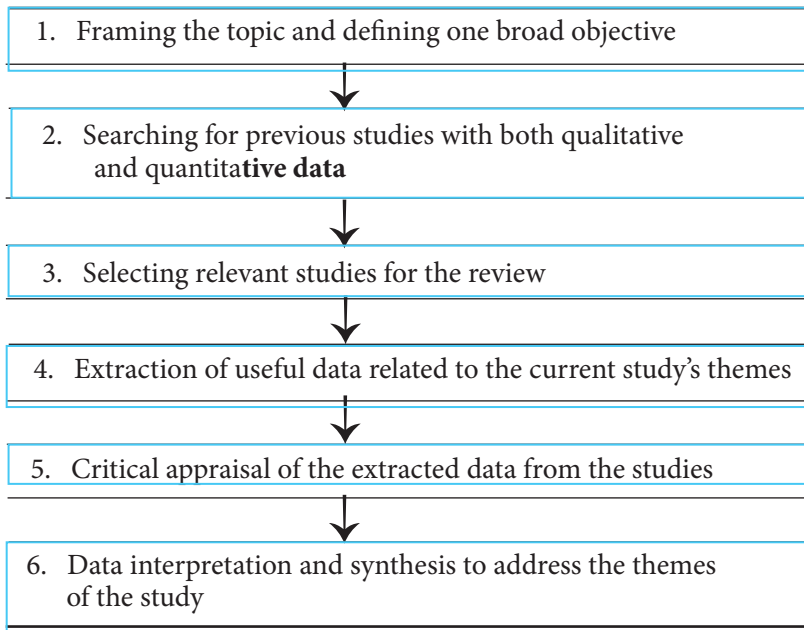 1. Framing the topic and defining one broad objective
2. Searching for previous studies with both qualitative
and quantitative data
3. Selecting relevant studies for the review
4. Extraction of useful data related to the current study’s themes
5. Critical appraisal of the extracted data from the studies
6. Data interpretation and synthesis to address the themes
of the study